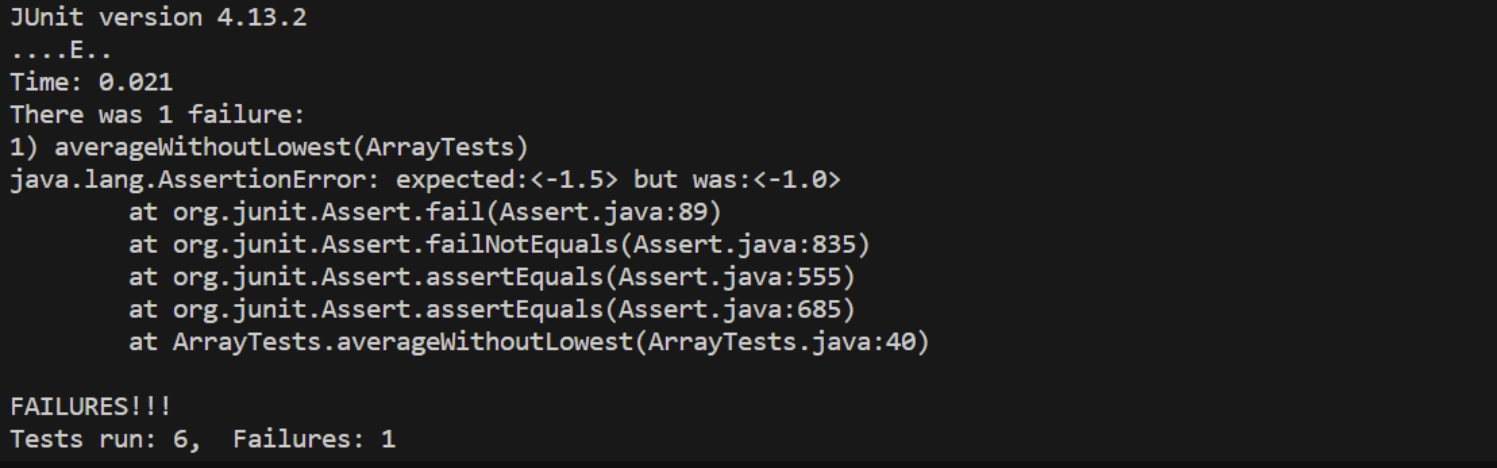 JUnit version 4.13.2
....E..
Time: 0.021
There was 1 failure:
1) averageWithoutLowest(ArrayTests)
java.lang.AssertionError: expected:<-1.5> but was:<-1.0>
        at org.junit.Assert.fail(Assert.java:89)
        at org.junit.Assert.failNotEquals(Assert.java:835)
        at org.junit.Assert.assertEquals(Assert.java:555)
        at org.junit.Assert.assertEquals(Assert.java:685)
        at ArrayTests.averageWithoutLowest(ArrayTests.java:40)

FAILURES!!!
Tests run: 6,  Failures: 1